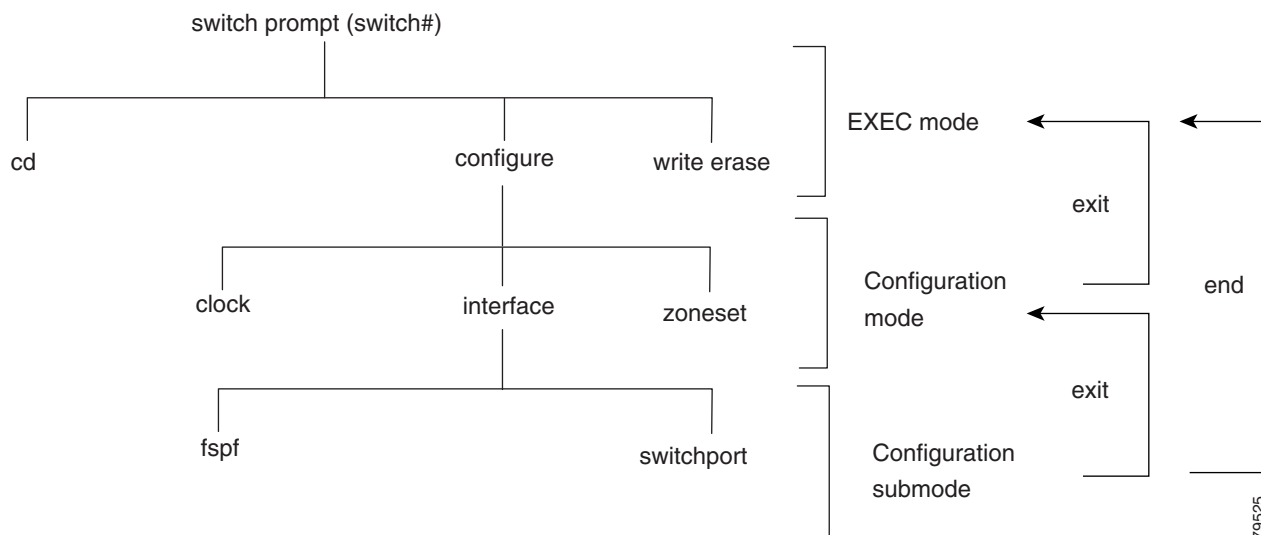 switch prompt (switch#)
EXEC mode
cd
configure
write erase
exit
Configuration
mode
clock
interface
zoneset
end
exit
fspf
switchport
Configuration
submode
79525